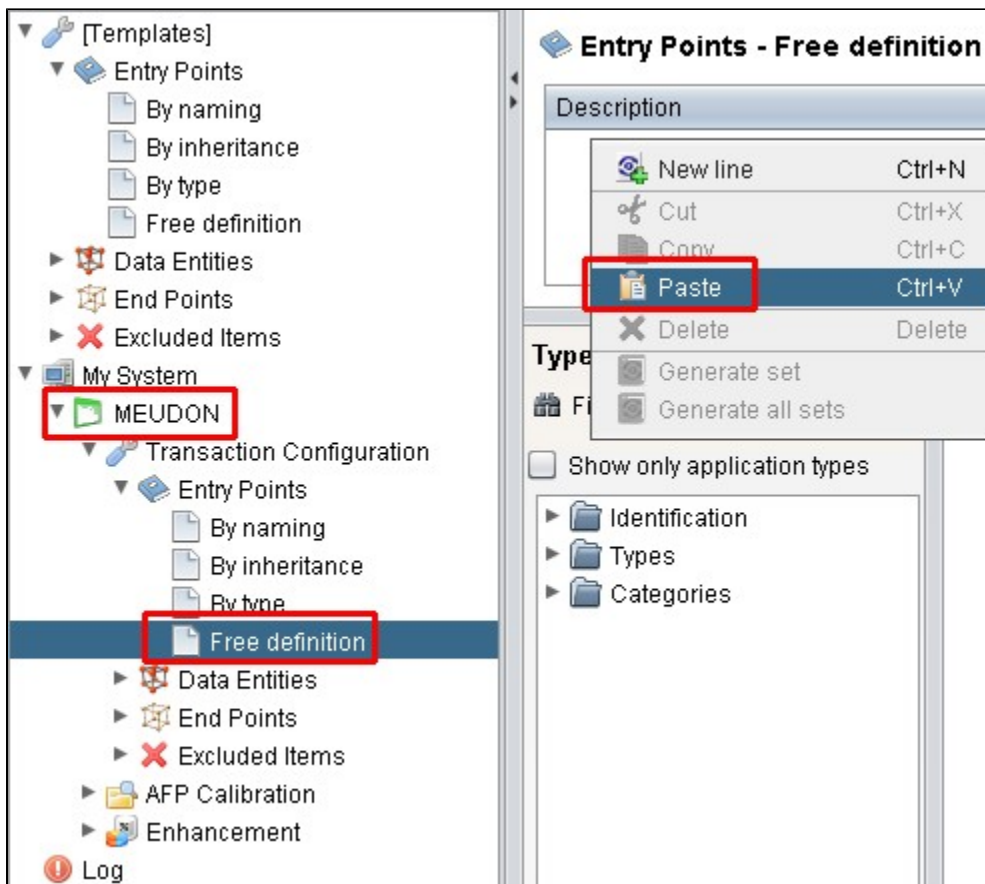 [Templates]
Entry Points
By naming
By inheritance
By type
Free definition
Data Entities
End Points
Excluded Items
My System
MEUDON
Transaction Configuration
Entry Points
By naming
By inheritance
By type
Free definition
Data Entities
End Points
Excluded Items
AFP Calibration
Enhancement
Log
Entry Points - Free definition
Description
New line Ctrl+N
Cut Ctrl+X
Copy Ctrl+C
Paste Ctrl+V
Delete Delete
Generate set
Generate all sets
Type
Fi
Show only application types
Identification
Types
Categories